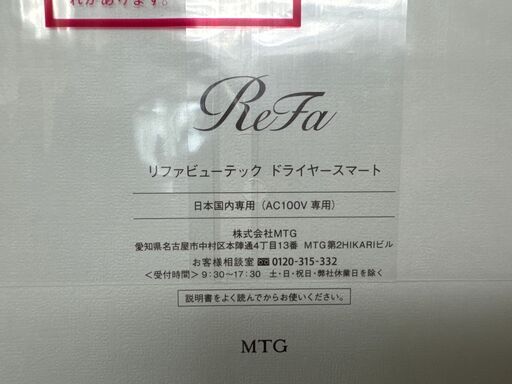 れがあります。
ReFa
リファビューテック ドライヤースマート
日本国内専用（AC100V 専用）
株式会社MTG
愛知県名古屋市中村区本陣通4丁目13番 MTG第2HIKARIビル
お客様相談室 0120-315-332
＜受付時間＞9：30～17：30 土・日・祝日・弊社休業日を除く
説明書をよく読んでからお使いください。
MTG